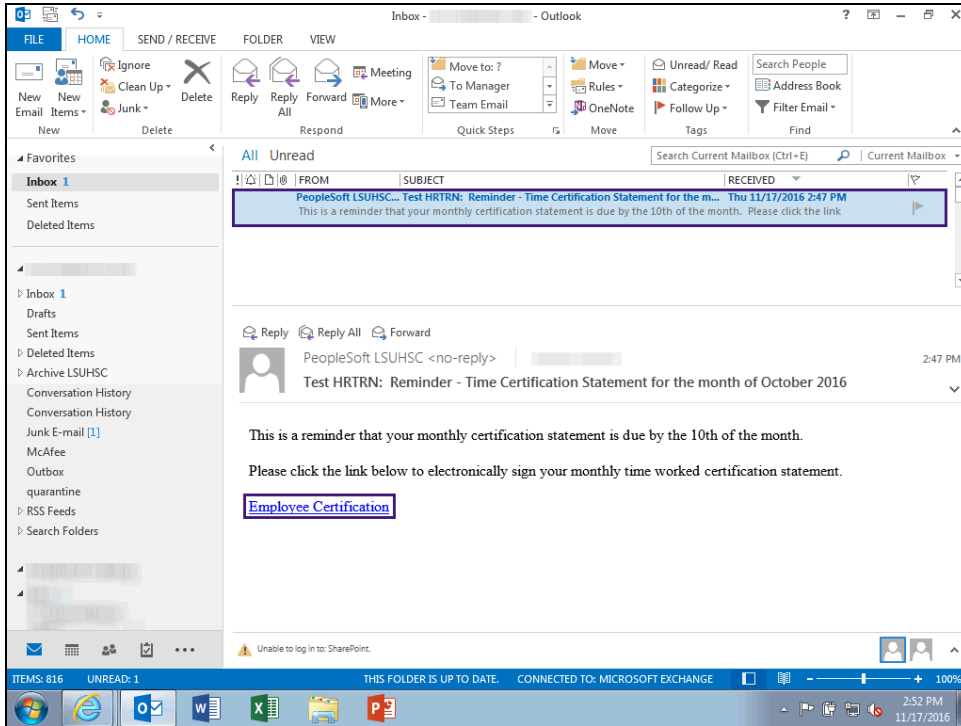 Inbox - - Outlook
FILE HOME SEND / RECEIVE FOLDER VIEW
New Email
New Items
Ignore
Clean Up
Junk
Delete
Reply
Reply All
Forward
Meeting
More
Move to: ?
To Manager
Team Email
Move
Rules
OneNote
Unread/ Read
Categorize
Follow Up
Search People
Address Book
Filter Email
New Delete Respond Quick Steps Move Tags Find
Favorites
Inbox 1
Sent Items
Deleted Items
Inbox 1
Drafts
Sent Items
Deleted Items
Archive LSUHSC
Conversation History
Conversation History
Junk E-mail [1]
McAfee
Outbox
quarantine
RSS Feeds
Search Folders
All Unread
Search Current Mailbox (Ctrl+E) Current Mailbox
FROM SUBJECT RECEIVED
PeopleSoft LSUHSC... Test HRTRN: Reminder - Time Certification Statement for the m... Thu 11/17/2016 2:47 PM
This is a reminder that your monthly certification statement is due by the 10th of the month. Please click the link
Reply Reply All Forward
PeopleSoft LSUHSC <no-reply>
2:47 PM
Test HRTRN: Reminder - Time Certification Statement for the month of October 2016
This is a reminder that your monthly certification statement is due by the 10th of the month.
Please click the link below to electronically sign your monthly time worked certification statement.
Employee Certification
Unable to log in to: SharePoint.
ITEMS: 816 UNREAD: 1 THIS FOLDER IS UP TO DATE. CONNECTED TO: MICROSOFT EXCHANGE 100%
2:52 PM
11/17/2016